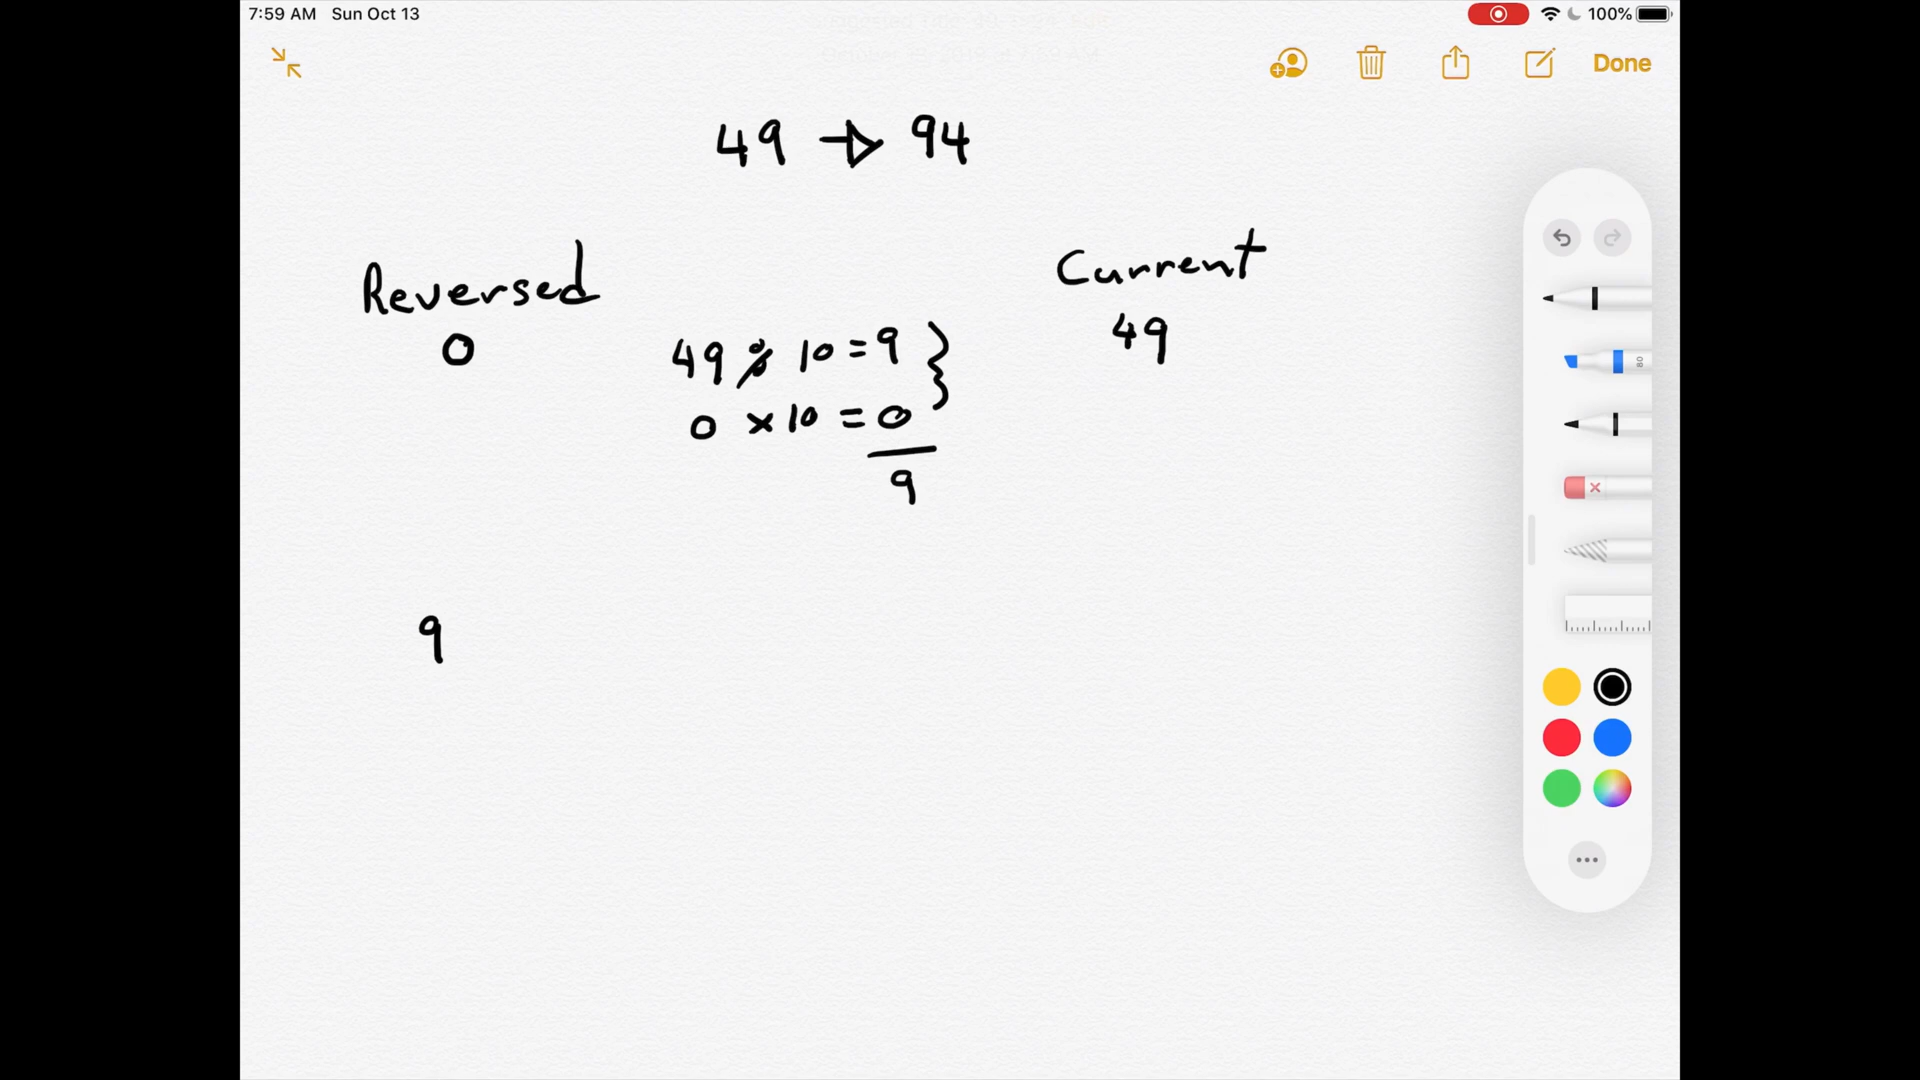 7:59 AM Sun Oct 13
100%
Done
49 → 94
Reversed
Current
0
49 % 10 = 9 }
49
0 x 10 = 0
9
80
9